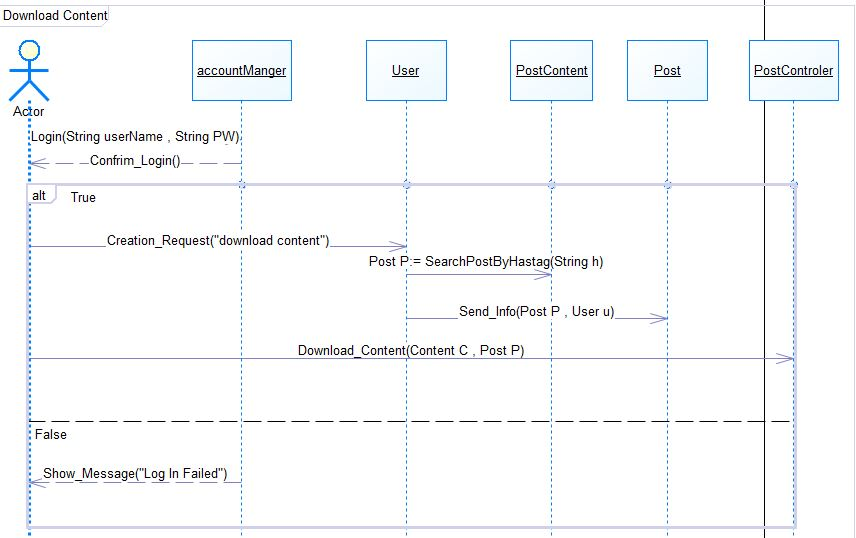 Download Content
accountManger
User
PostContent
Post
PostControler
Actor
Login(String userName , String PW)
Confrim_Login()
alt
True
Creation_Request("download content")
Post P:= SearchPostByHastag(String h)
Send_Info(Post P , User u)
Download_Content(Content C , Post P)
False
Show_Message("Log In Failed")